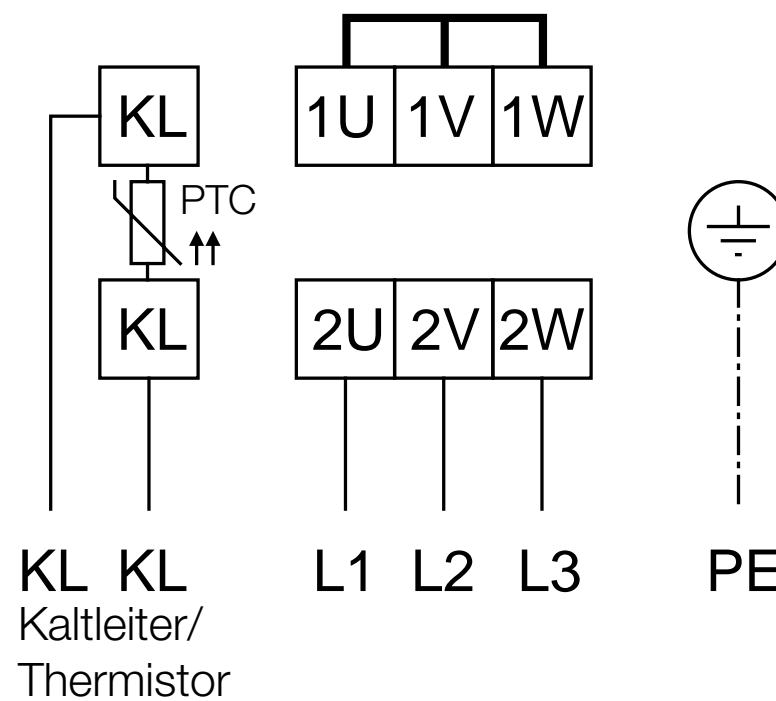 KL 1U 1V 1W
PTC
KL 2U 2V 2W
KL KL L1 L2 L3 PE
Kaltleiter/
Thermistor